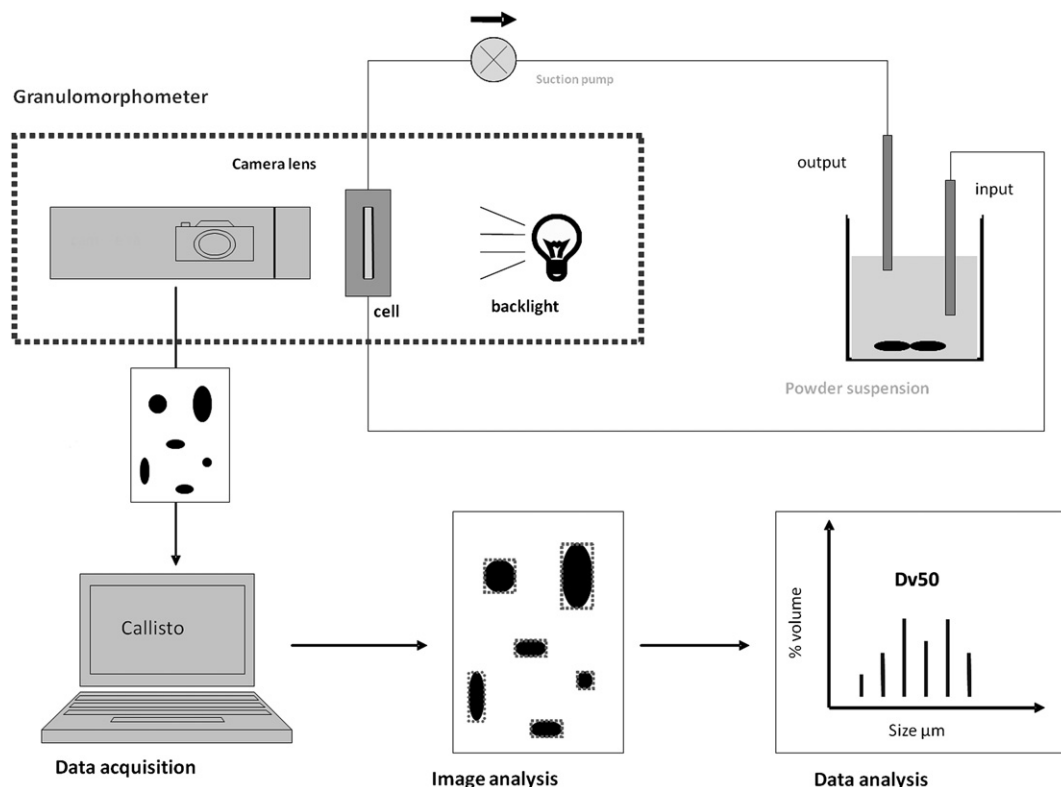 Suction pump
Granulomorphometer
Camera lens
output
input
cell
backlight
Powder suspension
Callisto
Dv50
% volume
Size µm
Data acquisition
Image analysis
Data analysis